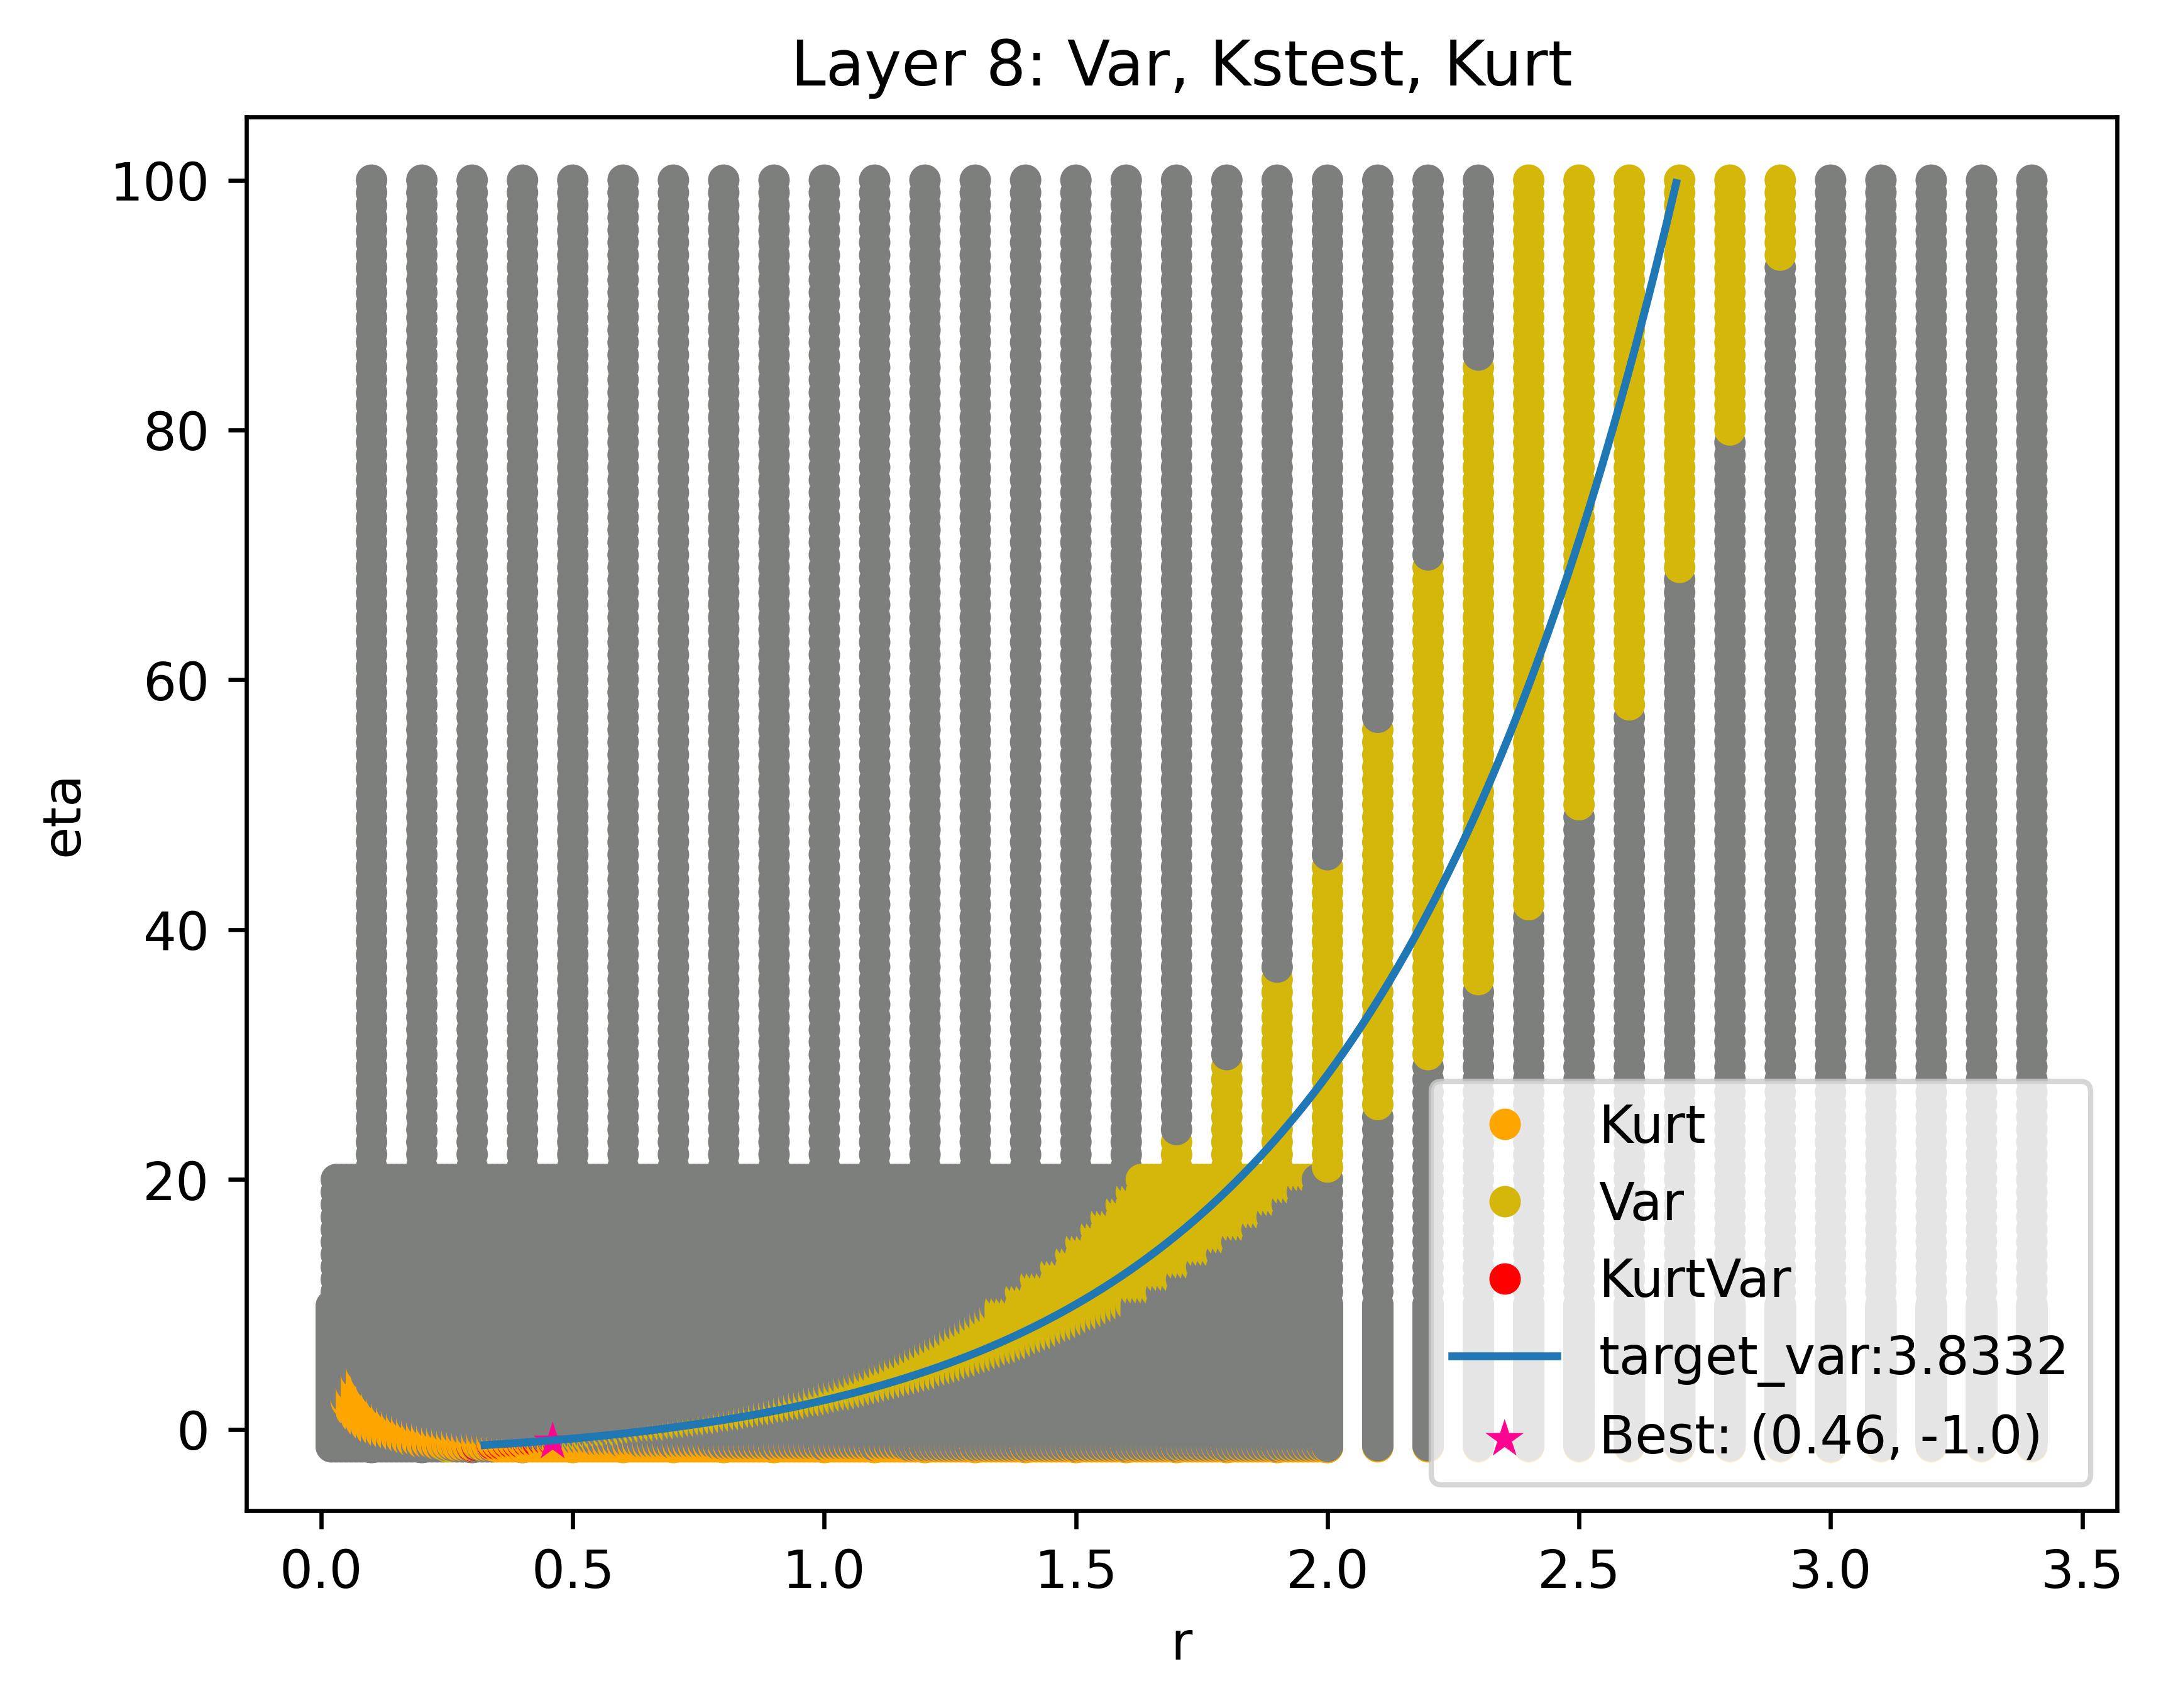 Layer 8: Var, Kstest, Kurt
100
80
60
40
20
0
eta
Kurt
Var
KurtVar
target_var:3.8332
Best: (0.46, -1.0)
0.0 0.5 1.0 1.5 2.0 2.5 3.0 3.5
r